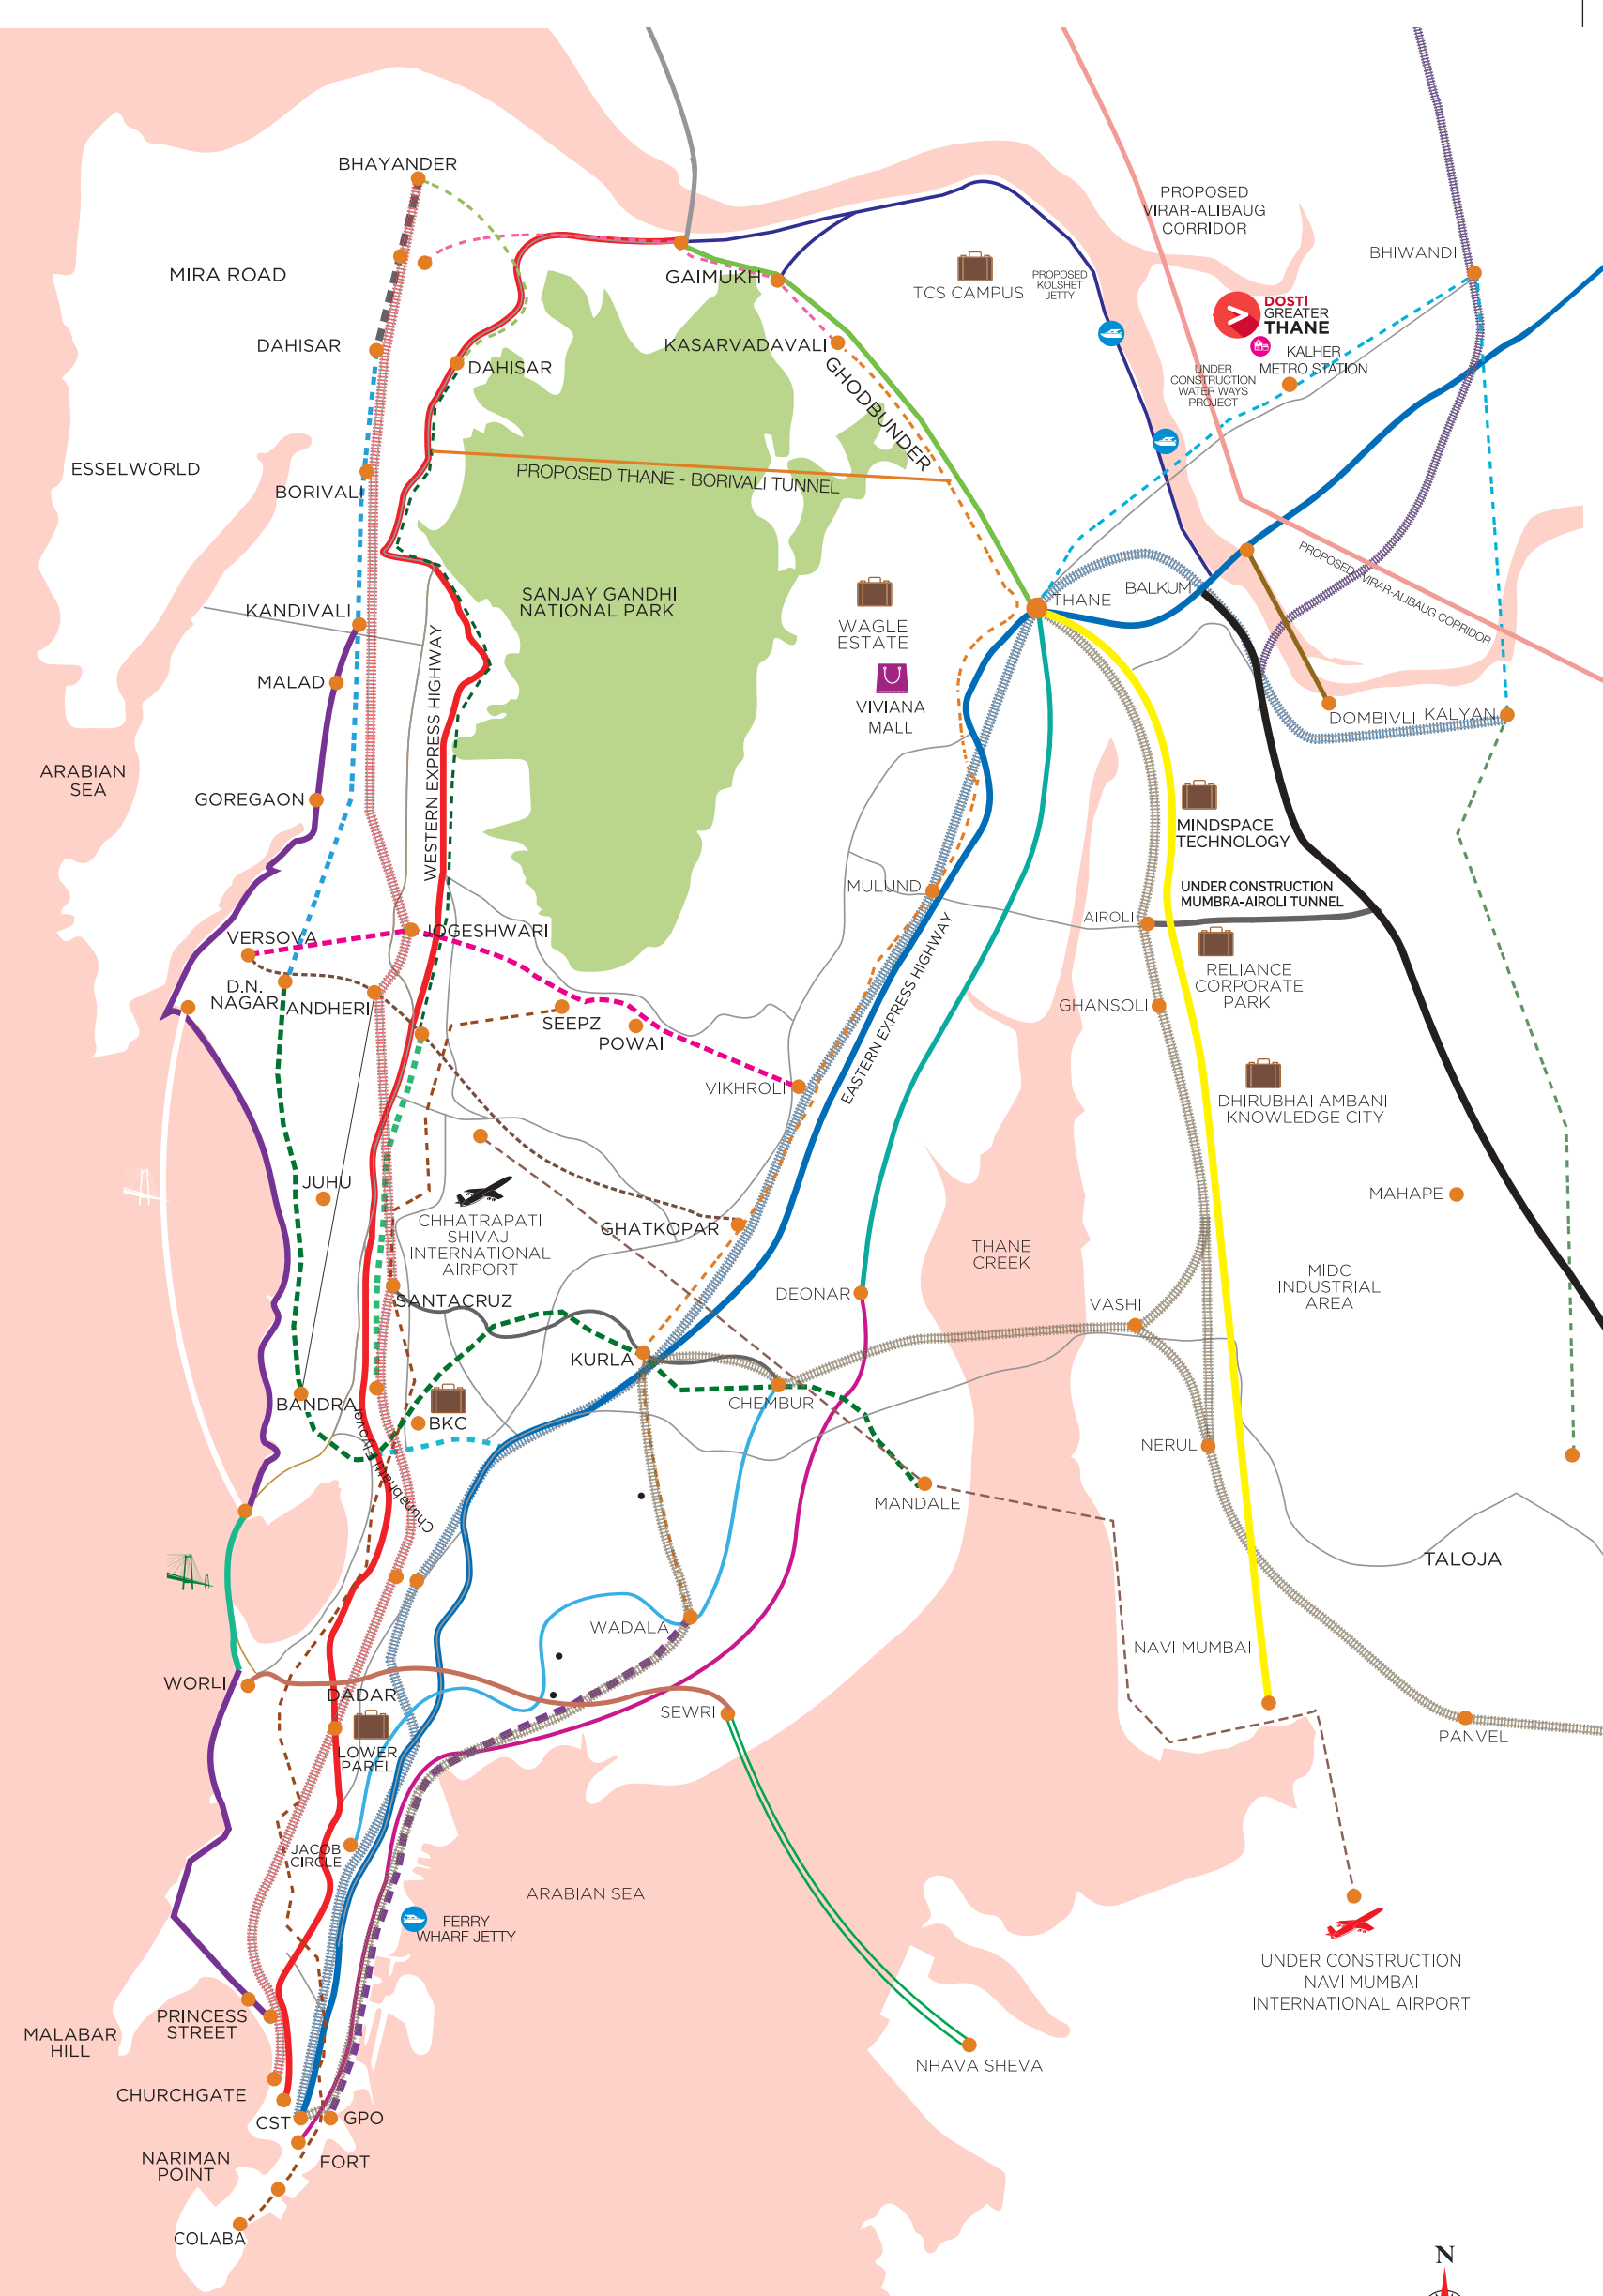 BHAYANDER
PROPOSED
VIRAR-ALIBAUG
CORRIDOR
BHIWANDI
MIRA ROAD
GAIMUKH
TCS CAMPUS
PROPOSED
KOLSHET
JETTY
DOSTI
GREATER
THANE
DAHISAR
DAHISAR
KASARVADAVALI
KALHER
METRO STATION
UNDER
CONSTRUCTION
WATER WAYS
PROJECT
GHODBUNDER
ESSELWORLD
BORIVALI
PROPOSED THANE - BORIVALI TUNNEL
PROPOSED VIRAR-ALIBAUG CORRIDOR
SANJAY GANDHI
NATIONAL PARK
KANDIVALI
WAGLE
ESTATE
THANE
BALKUM
MALAD
WESTERN EXPRESS HIGHWAY
VIVIANA
MALL
DOMBIVLI
KALYAN
ARABIAN
SEA
GOREGAON
MINDSPACE
TECHNOLOGY
MULUND
UNDER CONSTRUCTION
MUMBRA-AIROLI TUNNEL
AIROLI
VERSOVA
JOGESHWARI
EASTERN EXPRESS HIGHWAY
RELIANCE
CORPORATE
PARK
D.N.
NAGAR
ANDHERI
SEEPZ
POWAI
GHANSOLI
VIKHROLI
DHIRUBHAI AMBANI
KNOWLEDGE CITY
JUHU
MAHAPE
CHHATRAPATI
SHIVAJI
INTERNATIONAL
AIRPORT
GHATKOPAR
THANE
CREEK
MIDC
INDUSTRIAL
AREA
SANTACRUZ
DEONAR
VASHI
KURLA
BANDRA
BKC
CHEMBUR
Chunabhatti Flyover
NERUL
MANDALE
TALOJA
WADALA
NAVI MUMBAI
WORLI
DADAR
SEWRI
PANVEL
LOWER
PAREL
JACOB
CIRCLE
ARABIAN SEA
FERRY
WHARF JETTY
UNDER CONSTRUCTION
NAVI MUMBAI
INTERNATIONAL AIRPORT
PRINCESS
STREET
MALABAR
HILL
NHAVA SHEVA
CHURCHGATE
CST
GPO
NARIMAN
POINT
FORT
COLABA
N